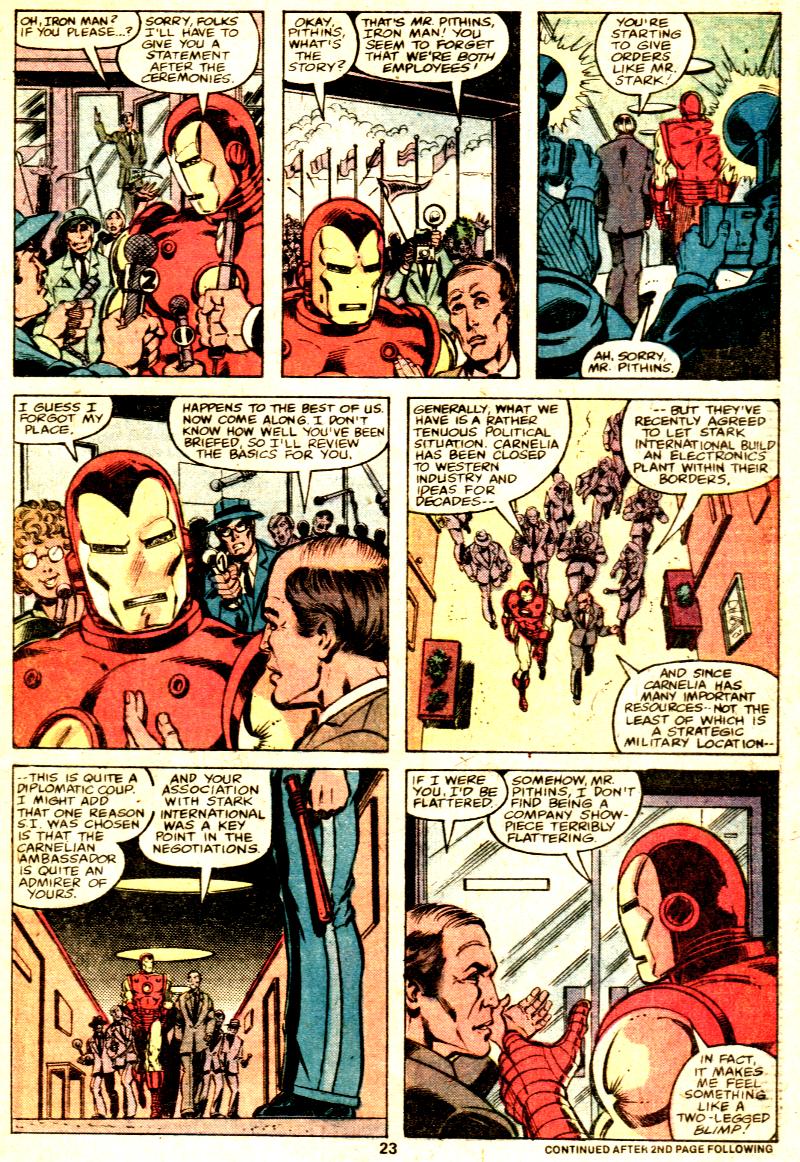 OH, IRON MAN?
IF YOU PLEASE...?
SORRY, FOLKS
I'LL HAVE TO
GIVE YOU A
STATEMENT
AFTER THE
CEREMONIES.
2
1
OKAY,
PITHINS,
WHAT'S
THE
STORY?
THAT'S MR. PITHINS,
IRON MAN! YOU
SEEM TO FORGET
THAT WE'RE BOTH
EMPLOYEES!
YOU'RE
STARTING
TO GIVE
ORDERS
LIKE MR.
STARK!
AH, SORRY,
MR. PITHINS.
I GUESS I
FORGOT MY
PLACE.
HAPPENS TO THE BEST OF US.
NOW COME ALONG. I DON'T
KNOW HOW WELL YOU'VE BEEN
BRIEFED, SO I'LL REVIEW
THE BASICS FOR YOU.
GENERALLY, WHAT WE
HAVE IS A RATHER
TENUOUS POLITICAL
SITUATION. CARNELIA
HAS BEEN CLOSED
TO WESTERN
INDUSTRY AND
IDEAS FOR
DECADES--
--BUT THEY'VE
RECENTLY AGREED
TO LET STARK
INTERNATIONAL BUILD
AN ELECTRONICS
PLANT WITHIN THEIR
BORDERS.
AND SINCE
CARNELIA HAS
MANY IMPORTANT
RESOURCES--NOT THE
LEAST OF WHICH IS
A STRATEGIC
MILITARY LOCATION--
--THIS IS QUITE A
DIPLOMATIC COUP.
I MIGHT ADD
THAT ONE REASON
S.I. WAS CHOSEN
IS THAT THE
CARNELIAN
AMBASSADOR
IS QUITE AN
ADMIRER OF
YOURS.
AND YOUR
ASSOCIATION
WITH STARK
INTERNATIONAL
WAS A KEY
POINT IN THE
NEGOTIATIONS.
IF I WERE
YOU, I'D BE
FLATTERED.
SOMEHOW, MR.
PITHINS, I DON'T
FIND BEING A
COMPANY SHOW-
PIECE TERRIBLY
FLATTERING.
IN FACT,
IT MAKES
ME FEEL
SOMETHING
LIKE A
TWO-LEGGED
BLIMP!
23
CONTINUED AFTER 2ND PAGE FOLLOWING